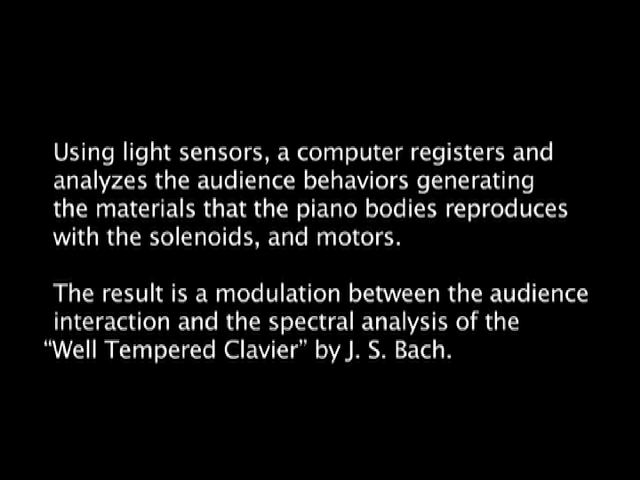 Using light sensors, a computer registers and
analyzes the audience behaviors generating
the materials that the piano bodies reproduces
with the solenoids, and motors.
The result is a modulation between the audience
interaction and the spectral analysis of the
“Well Tempered Clavier” by J. S. Bach.